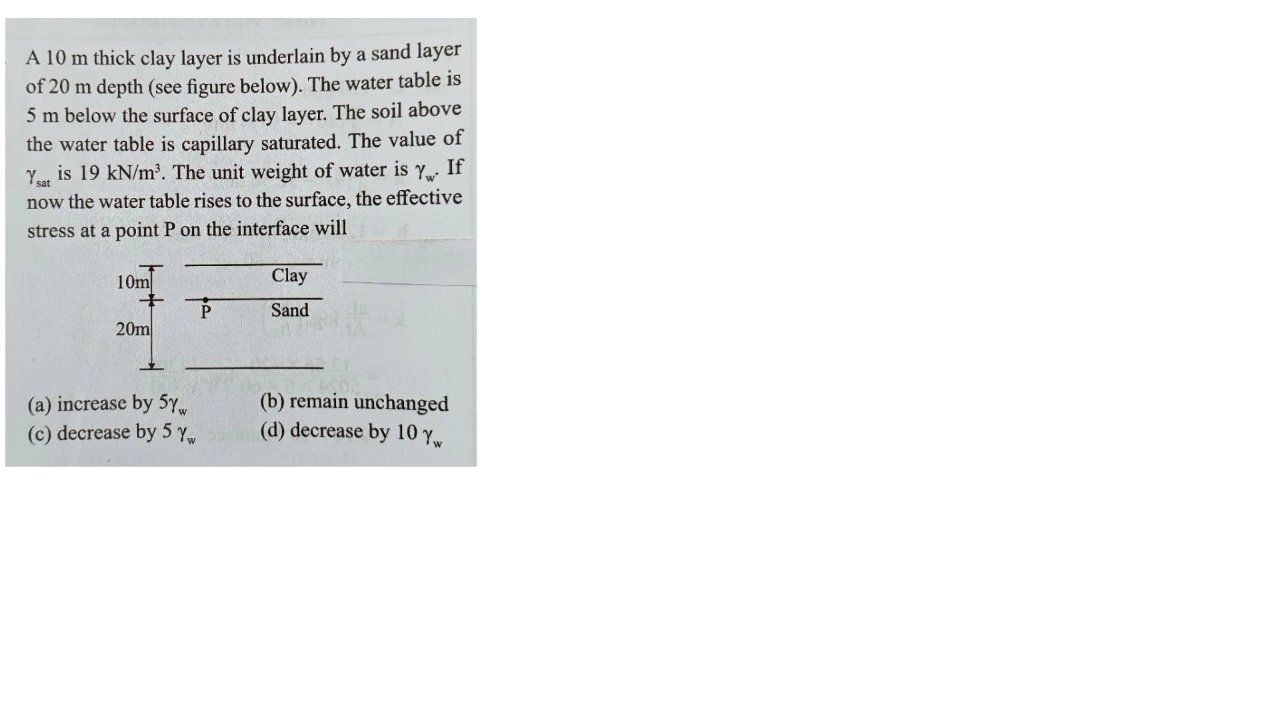 A 10 m thick clay layer is underlain by a sand layer
of 20 m depth (see figure below). The water table is
5 m below the surface of clay layer. The soil above
the water table is capillary saturated. The value of
γsat is 19 kN/m³. The unit weight of water is γw. If
now the water table rises to the surface, the effective
stress at a point P on the interface will
10m
Clay
P
Sand
20m
(a) increase by 5γw (b) remain unchanged
(c) decrease by 5 γw (d) decrease by 10 γw